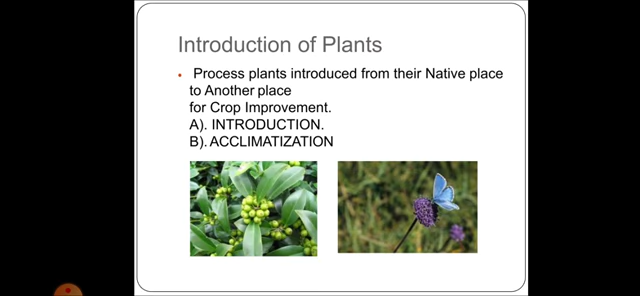 Introduction of Plants
• Process plants introduced from their Native place
to Another place
for Crop Improvement.
A). INTRODUCTION.
B). ACCLIMATIZATION